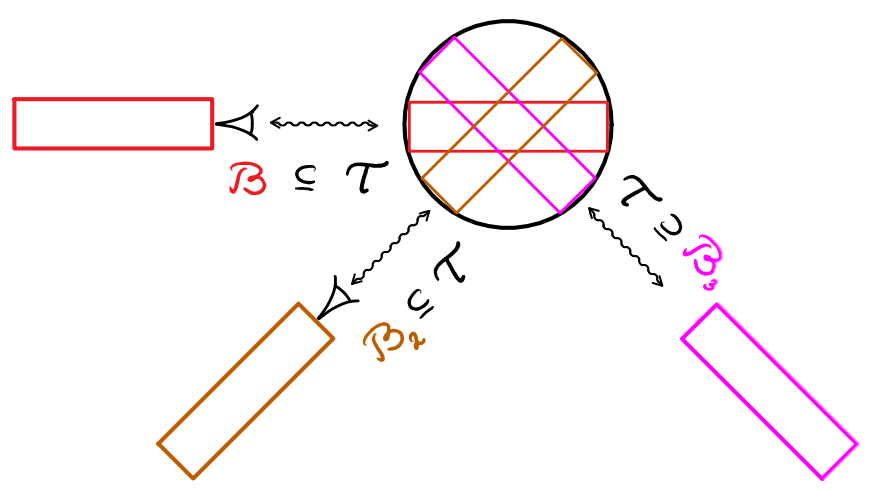 B ⊆ T
B₂ ⊆ T
T ⊇ B₃